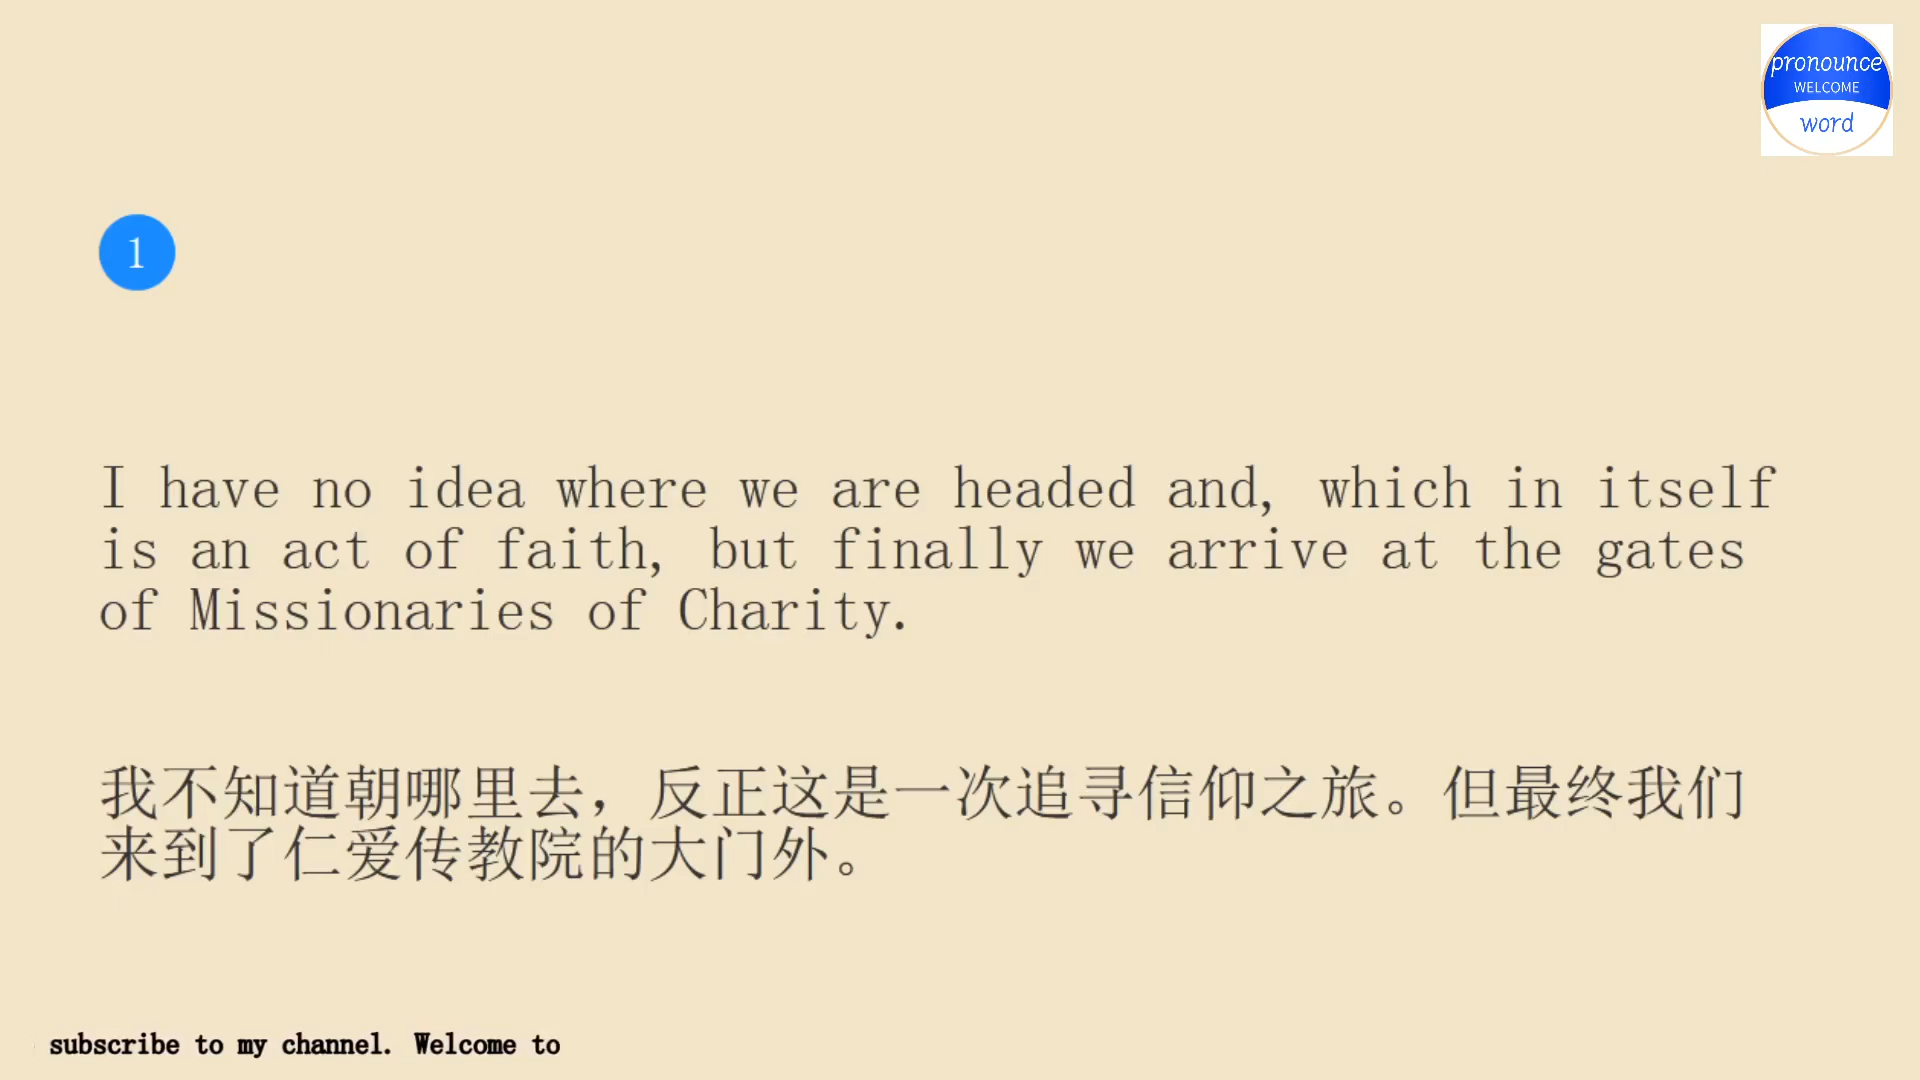 pronounce
WELCOME
word
1
I have no idea where we are headed and, which in itself
is an act of faith, but finally we arrive at the gates
of Missionaries of Charity.
我不知道朝哪里去，反正这是一次追寻信仰之旅。但最终我们
来到了仁爱传教院的大门外。
subscribe to my channel. Welcome to